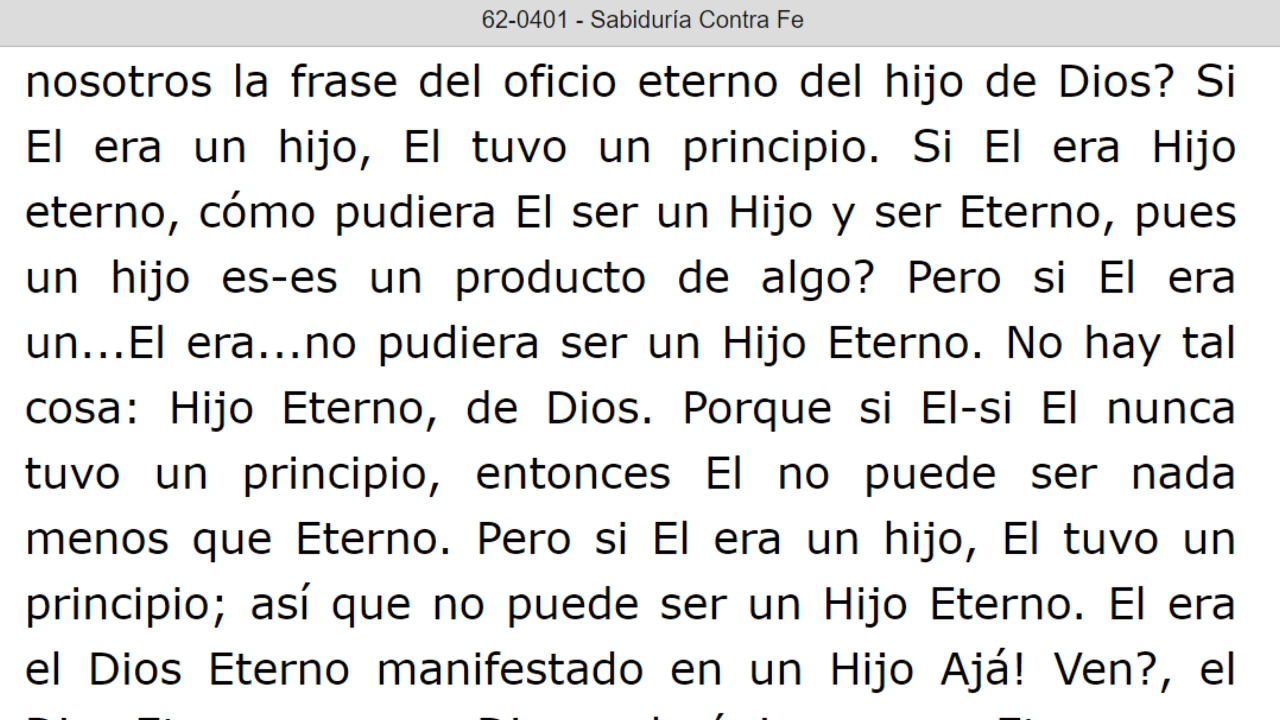 62-0401 - Sabiduría Contra Fe
nosotros la frase del oficio eterno del hijo de Dios? Si
El era un hijo, El tuvo un principio. Si El era Hijo
eterno, cómo pudiera El ser un Hijo y ser Eterno, pues
un hijo es-es un producto de algo? Pero si El era
un...El era...no pudiera ser un Hijo Eterno. No hay tal
cosa: Hijo Eterno, de Dios. Porque si El-si El nunca
tuvo un principio, entonces El no puede ser nada
menos que Eterno. Pero si El era un hijo, El tuvo un
principio; así que no puede ser un Hijo Eterno. El era
el Dios Eterno manifestado en un Hijo Ajá! Ven?, el